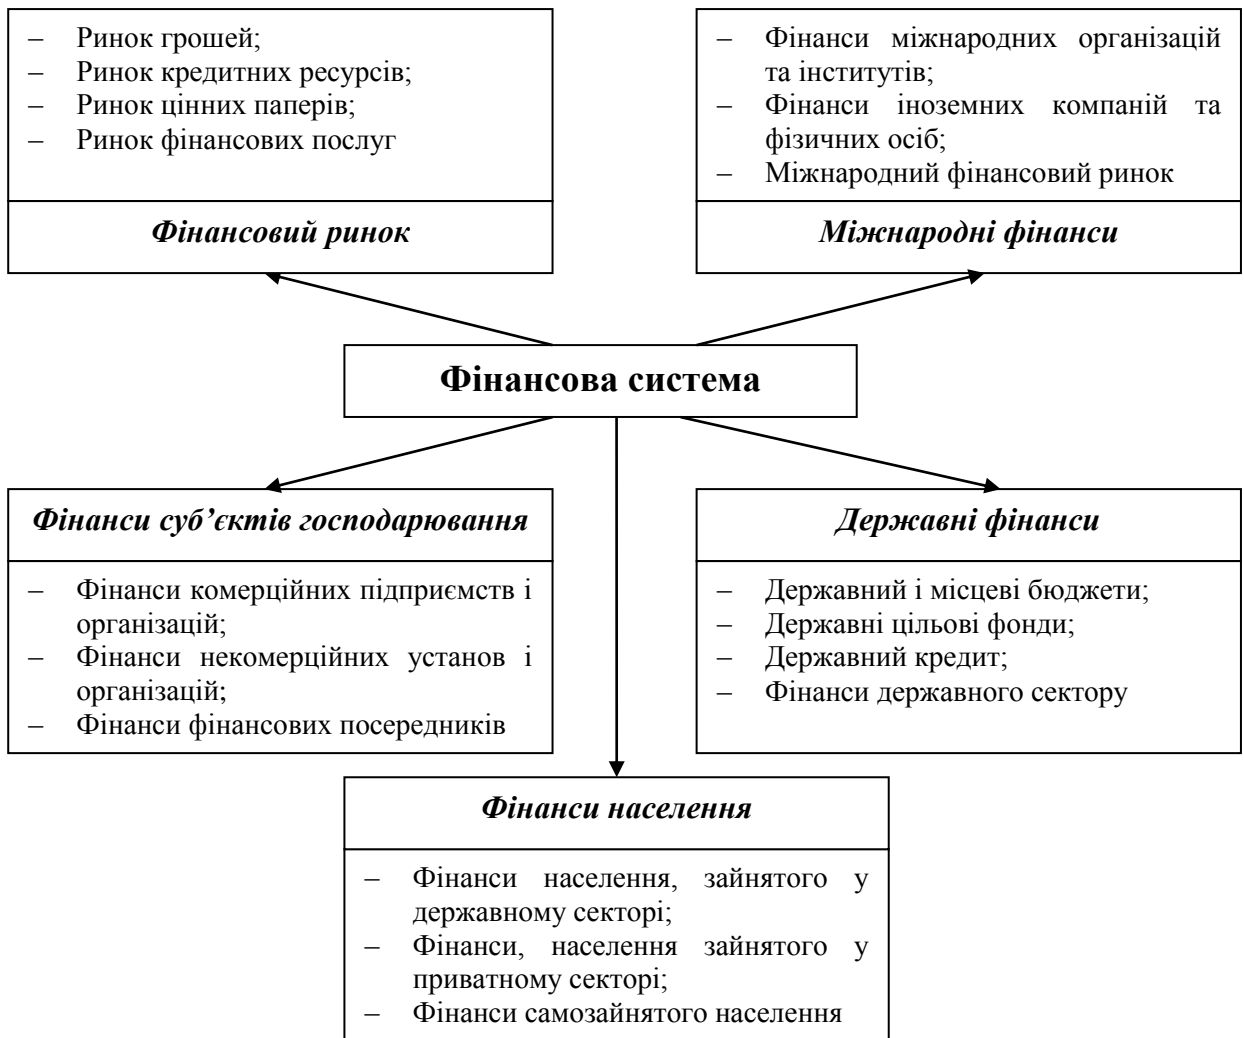 – Ринок грошей;
– Ринок кредитних ресурсів;
– Ринок цінних паперів;
– Ринок фінансових послуг
Фінансовий ринок
– Фінанси міжнародних організацій
та інститутів;
– Фінанси іноземних компаній та
фізичних осіб;
– Міжнародний фінансовий ринок
Міжнародні фінанси
Фінансова система
Фінанси суб’єктів господарювання
– Фінанси комерційних підприємств і
організацій;
– Фінанси некомерційних установ і
організацій;
– Фінанси фінансових посередників
Державні фінанси
– Державний і місцеві бюджети;
– Державні цільові фонди;
– Державний кредит;
– Фінанси державного сектору
Фінанси населення
– Фінанси населення, зайнятого у
державному секторі;
– Фінанси, населення зайнятого у
приватному секторі;
– Фінанси самозайнятого населення